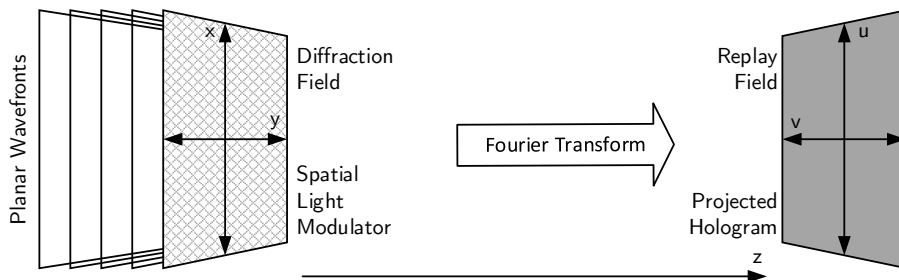 Planar Wavefronts
x
y
Diffraction
Field
Spatial
Light
Modulator
Fourier Transform
Replay
Field
Projected
Hologram
u
v
z